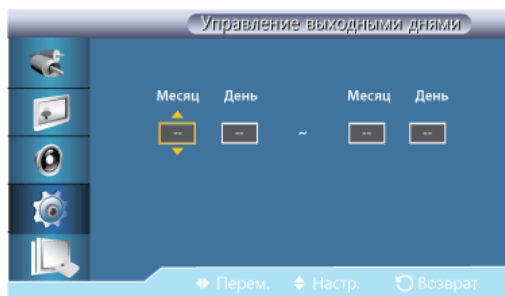 Управление выходными днями
Месяц День Месяц День
-- -- ~ -- --
Перем. Настр. Возврат